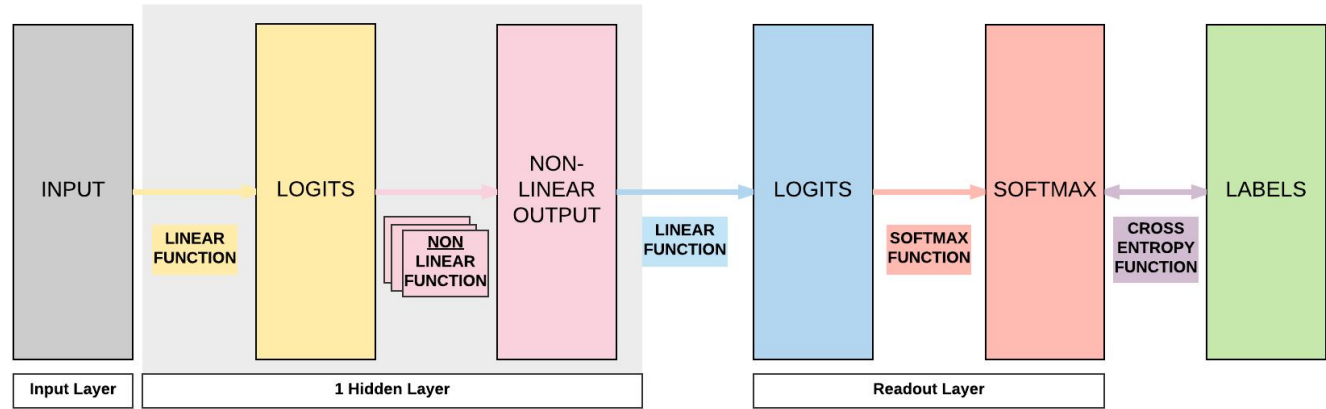 INPUT
LINEAR
FUNCTION
LOGITS
NON
LINEAR
FUNCTION
NON-
LINEAR
OUTPUT
LINEAR
FUNCTION
LOGITS
SOFTMAX
FUNCTION
SOFTMAX
CROSS
ENTROPY
FUNCTION
LABELS
Input Layer
1 Hidden Layer
Readout Layer